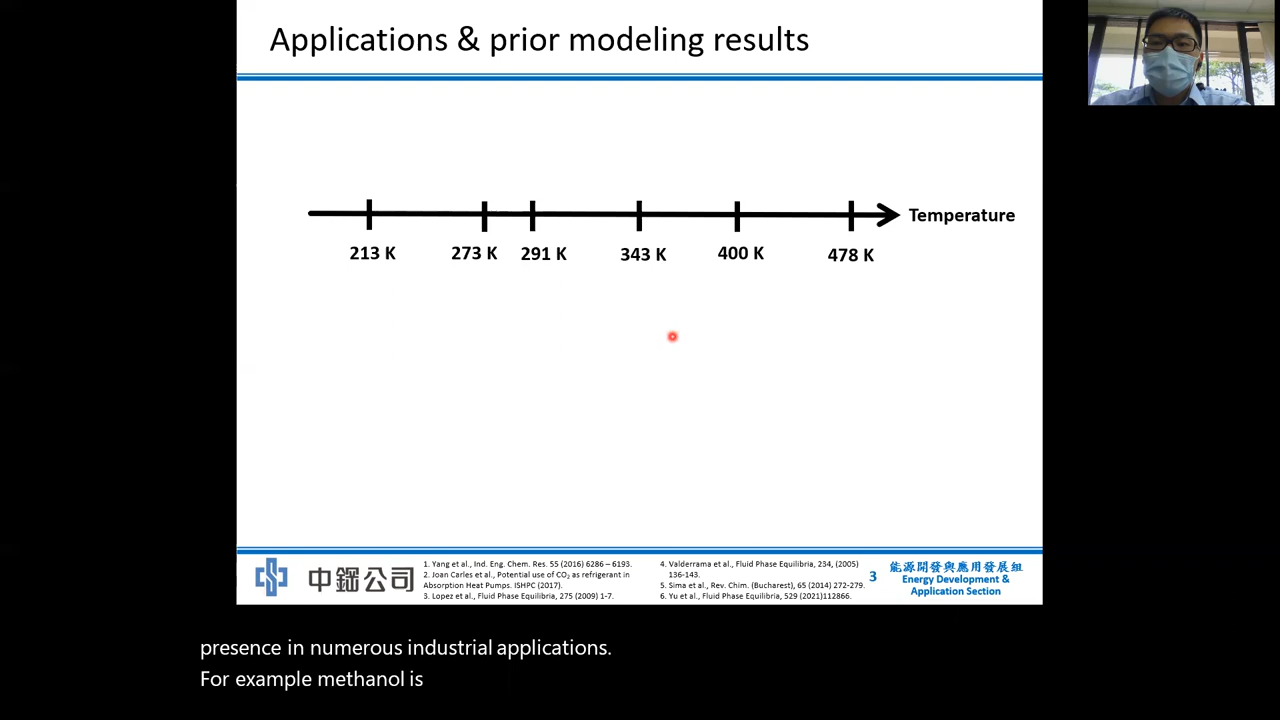 Applications & prior modeling results
Temperature
213 K 273 K 291 K 343 K 400 K 478 K
中鋼公司
1. Yang et al., Ind. Eng. Chem. Res. 55 (2016) 6286 – 6193.
2. Joan Carles et al., Potential use of CO₂ as refrigerant in
Absorption Heat Pumps. ISHPC (2017).
3. Lopez et al., Fluid Phase Equilibria, 275 (2009) 1-7.
4. Valderrama et al., Fluid Phase Equilibria, 234, (2005)
136-143.
5. Sima et al., Rev. Chim. (Bucharest), 65 (2014) 272-279.
6. Yu et al., Fluid Phase Equilibria, 529 (2021)112866.
3
能源開發與應用發展組
Energy Development &
Application Section
presence in numerous industrial applications.
For example methanol is